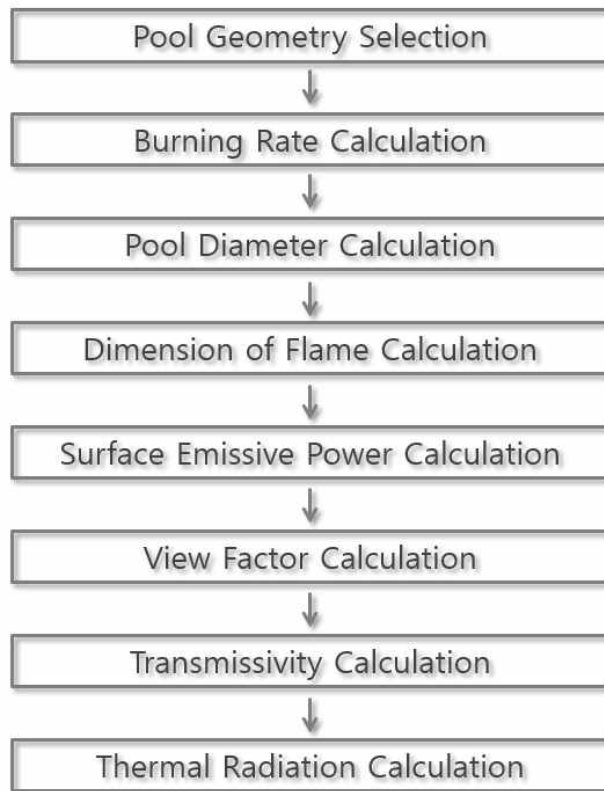 Pool Geometry Selection
Burning Rate Calculation
Pool Diameter Calculation
Dimension of Flame Calculation
Surface Emissive Power Calculation
View Factor Calculation
Transmissivity Calculation
Thermal Radiation Calculation